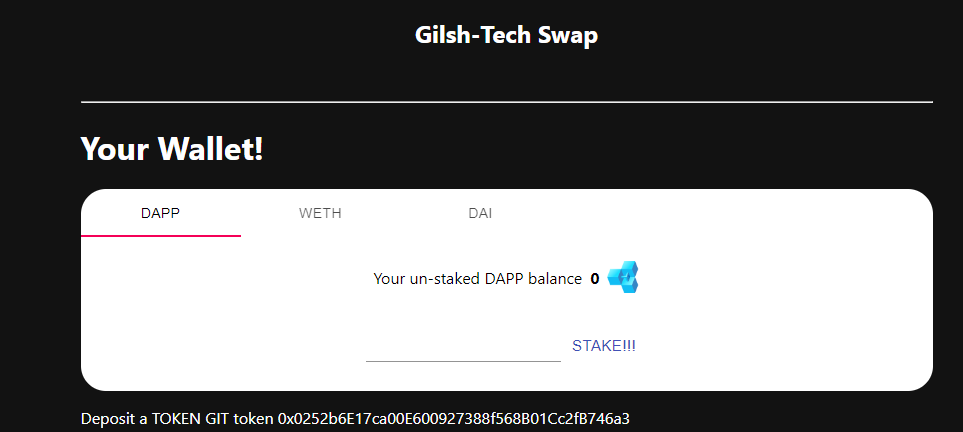 Gilsh-Tech Swap
Your Wallet!
DAPP WETH DAI
Your un-staked DAPP balance 0
STAKE!!!
Deposit a TOKEN GIT token 0x0252b6E17ca00E600927388f568B01Cc2fB746a3